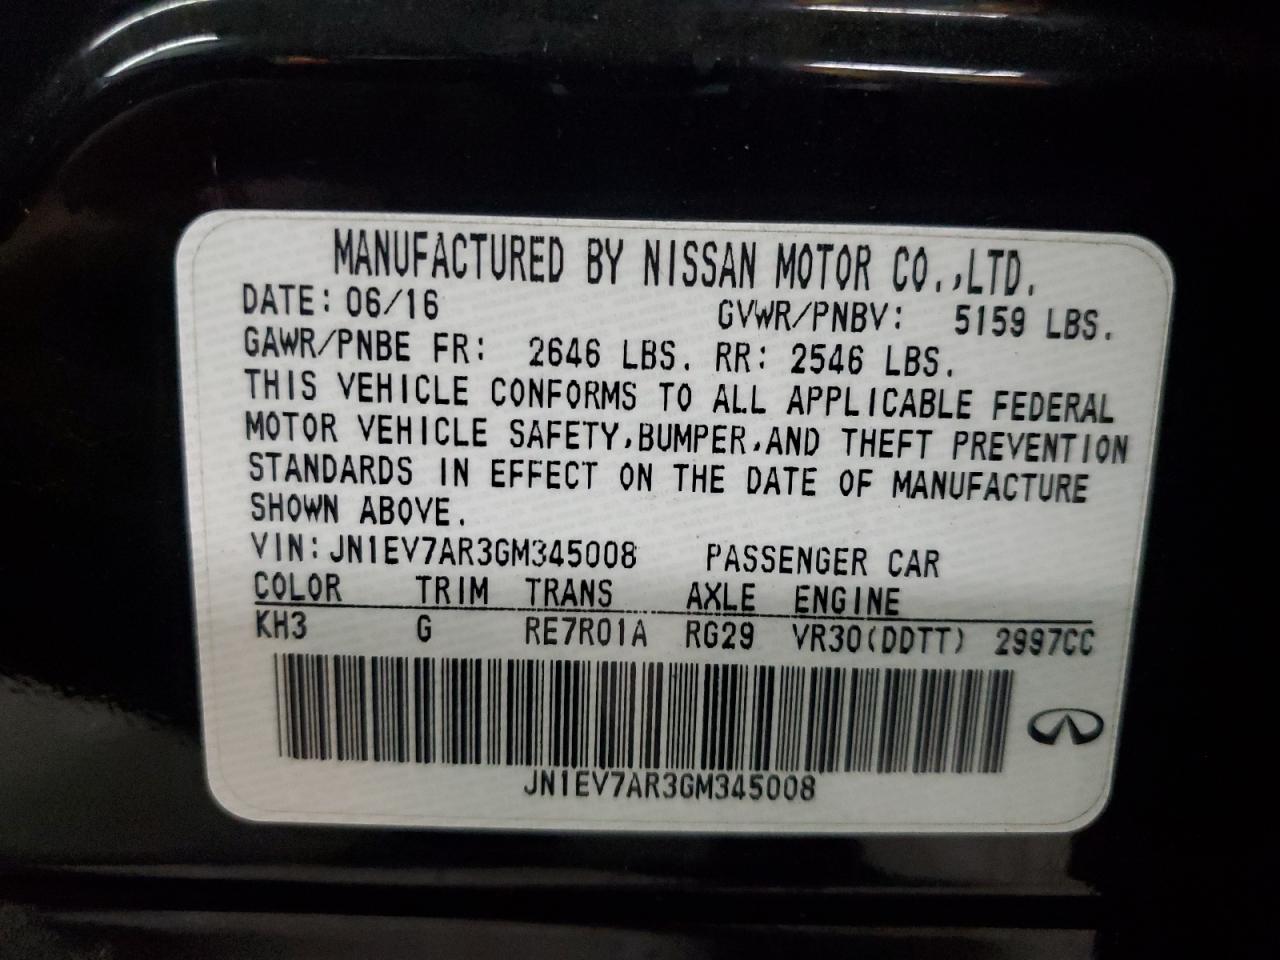 MANUFACTURED BY NISSAN MOTOR CO.,LTD.
DATE: 06/16 GVWR/PNBV: 5159 LBS.
GAWR/PNBE FR: 2646 LBS. RR: 2546 LBS.
THIS VEHICLE CONFORMS TO ALL APPLICABLE FEDERAL
MOTOR VEHICLE SAFETY,BUMPER,AND THEFT PREVENTION
STANDARDS IN EFFECT ON THE DATE OF MANUFACTURE
SHOWN ABOVE.
VIN: JN1EV7AR3GM345008 PASSENGER CAR
COLOR TRIM TRANS AXLE ENGINE
KH3 G RE7R01A RG29 VR30(DDTT) 2997CC
JN1EV7AR3GM345008